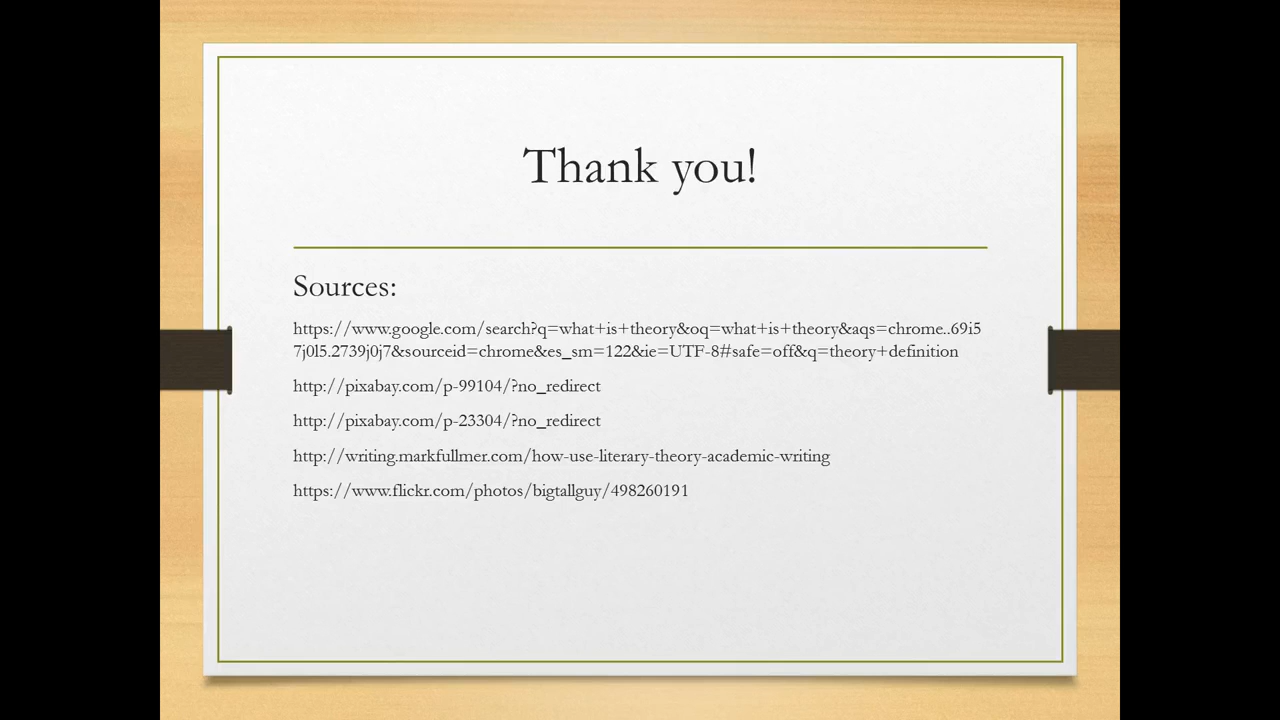 Thank you!
Sources:
https://www.google.com/search?q=what+is+theory&oq=what+is+theory&aqs=chrome..69i5
7j0l5.2739j0j7&sourceid=chrome&es_sm=122&ie=UTF-8#safe=off&q=theory+definition
http://pixabay.com/p-99104/?no_redirect
http://pixabay.com/p-23304/?no_redirect
http://writing.markfullmer.com/how-use-literary-theory-academic-writing
https://www.flickr.com/photos/bigtallguy/498260191